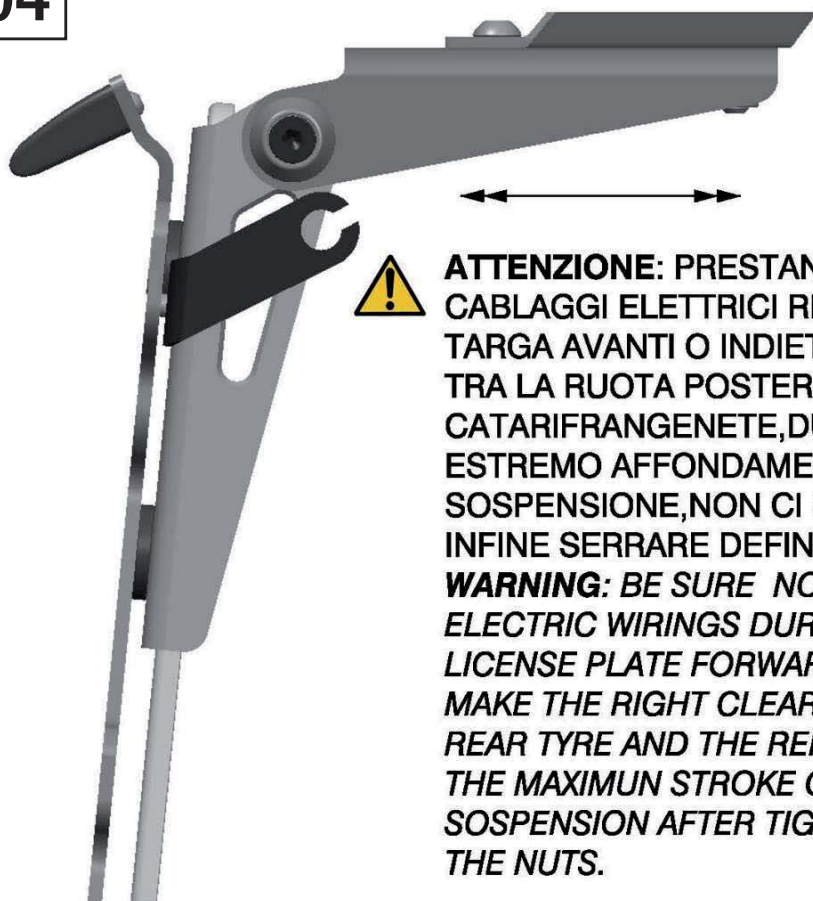 04
ATTENZIONE: PRESTAN
CABLAGGI ELETTRICI
TARGA AVANTI O INDIET
TRA LA RUOTA POSTER
CATARIFRANGENETE,DU
ESTREMO AFFONDAME
SOSPENSIONE,NON CI
INFINE SERRARE DEFIN
WARNING: BE SURE NO
ELECTRIC WIRINGS DUR
LICENSE PLATE FORWAR
MAKE THE RIGHT CLEAR
REAR TYRE AND THE REF
THE MAXIMUN STROKE
SOSPENSION AFTER TIG
THE NUTS.